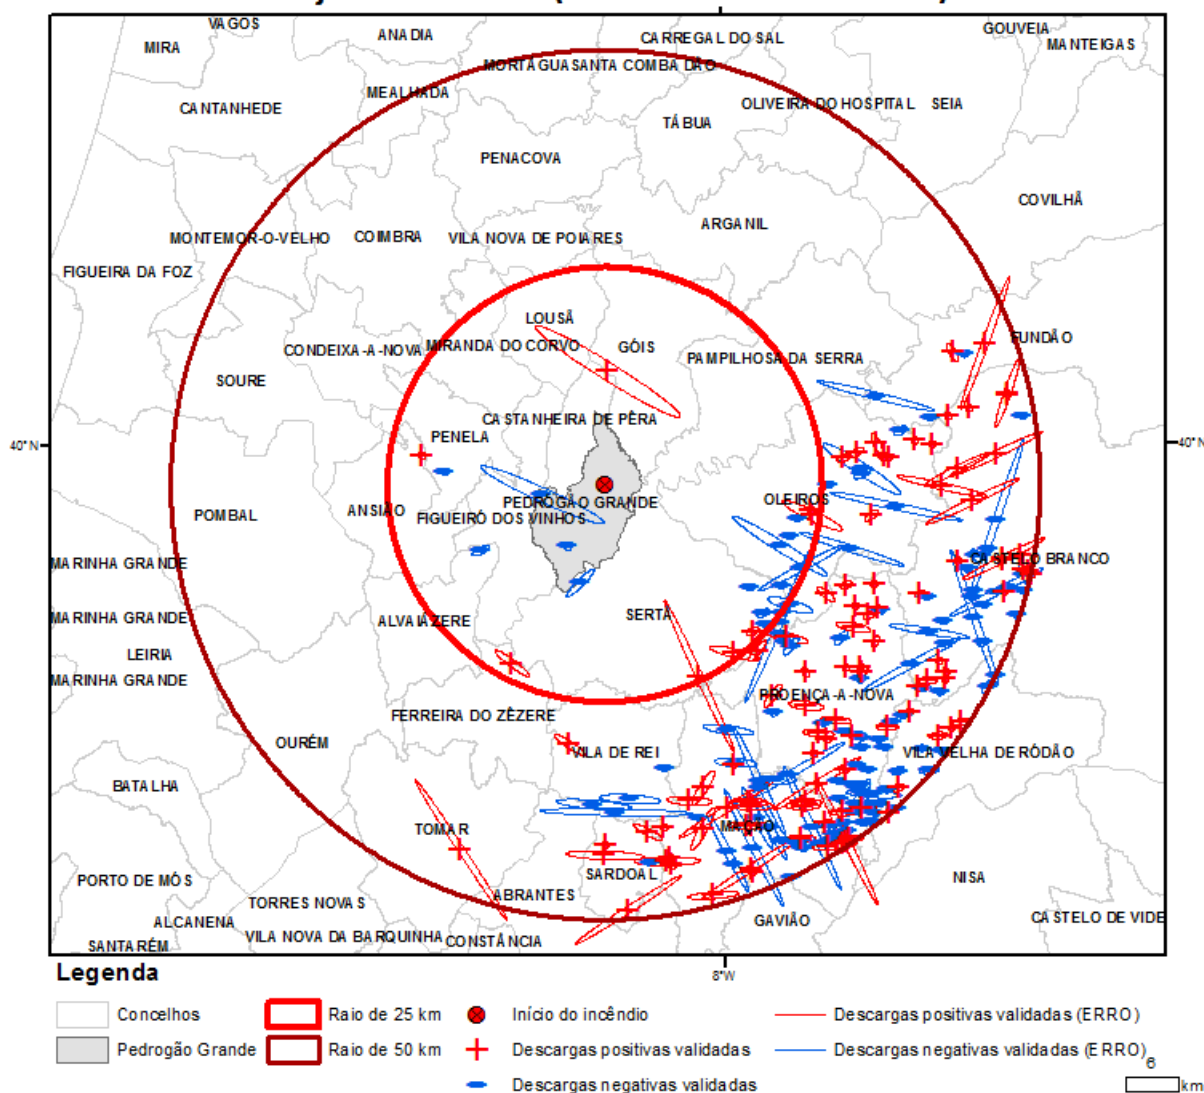 VAGOS
ANADIA
CARREGAL DO SAL
GOUVEIA
MIRA
MANTEIGAS
MORTÁGUA SANTA COMBA DÃO
MEALHADA
CANTANHEDE
OLIVEIRA DO HOSPITAL
SEIA
TÁBUA
PENACOVA
COVILHÃ
ARGANIL
MONTEMOR-O-VELHO
COIMBRA
VILA NOVA DE POIARES
FIGUEIRA DA FOZ
LOUSÃ
FUNDÃO
MIRANDA DO CORVO
GÓIS
CONDEIXA-A-NOVA
PAMPILHOSA DA SERRA
SOURE
CASTANHEIRA DE PÊRA
PENELA
40°N
40°N
OLEIROS
PEDRÓGÃO GRANDE
ANSIÃO
POMBAL
FIGUEIRÓ DOS VINHOS
CASTELO BRANCO
MARINHA GRANDE
SERTÃ
MARINHA GRANDE
ALVAIÁZERE
LEIRIA
MARINHA GRANDE
PROENÇA-A-NOVA
FERREIRA DO ZÊZERE
OURÉM
VILA DE REI
VILA VELHA DE RÓDÃO
BATALHA
TOMAR
MAÇÃO
SARDOAL
NISA
PORTO DE MÓS
ABRANTES
TORRES NOVAS
GAVIÃO
CASTELO DE VIDE
ALCANENA
VILA NOVA DA BARQUINHA
CONSTÂNCIA
SANTARÉM
8°W
Legenda
Concelhos
Raio de 25 km
Início do incêndio
Descargas positivas validadas (ERRO)
Pedrogão Grande
Raio de 50 km
Descargas positivas validadas
Descargas negativas validadas (ERRO)
Descargas negativas validadas
6
km